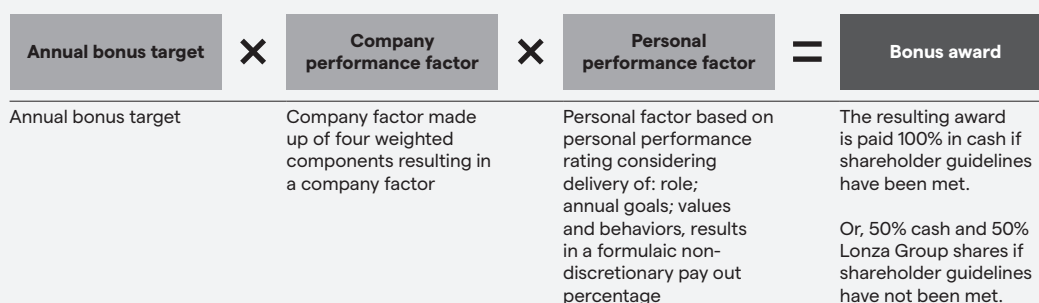 Annual bonus target
×
Company
performance factor
×
Personal
performance factor
=
Bonus award
Annual bonus target
Company factor made
up of four weighted
components resulting in
a company factor
Personal factor based on
personal performance
rating considering
delivery of: role;
annual goals; values
and behaviors, results
in a formulaic non-
discretionary pay out
percentage
The resulting award
is paid 100% in cash if
shareholder guidelines
have been met.
Or, 50% cash and 50%
Lonza Group shares if
shareholder guidelines
have not been met.